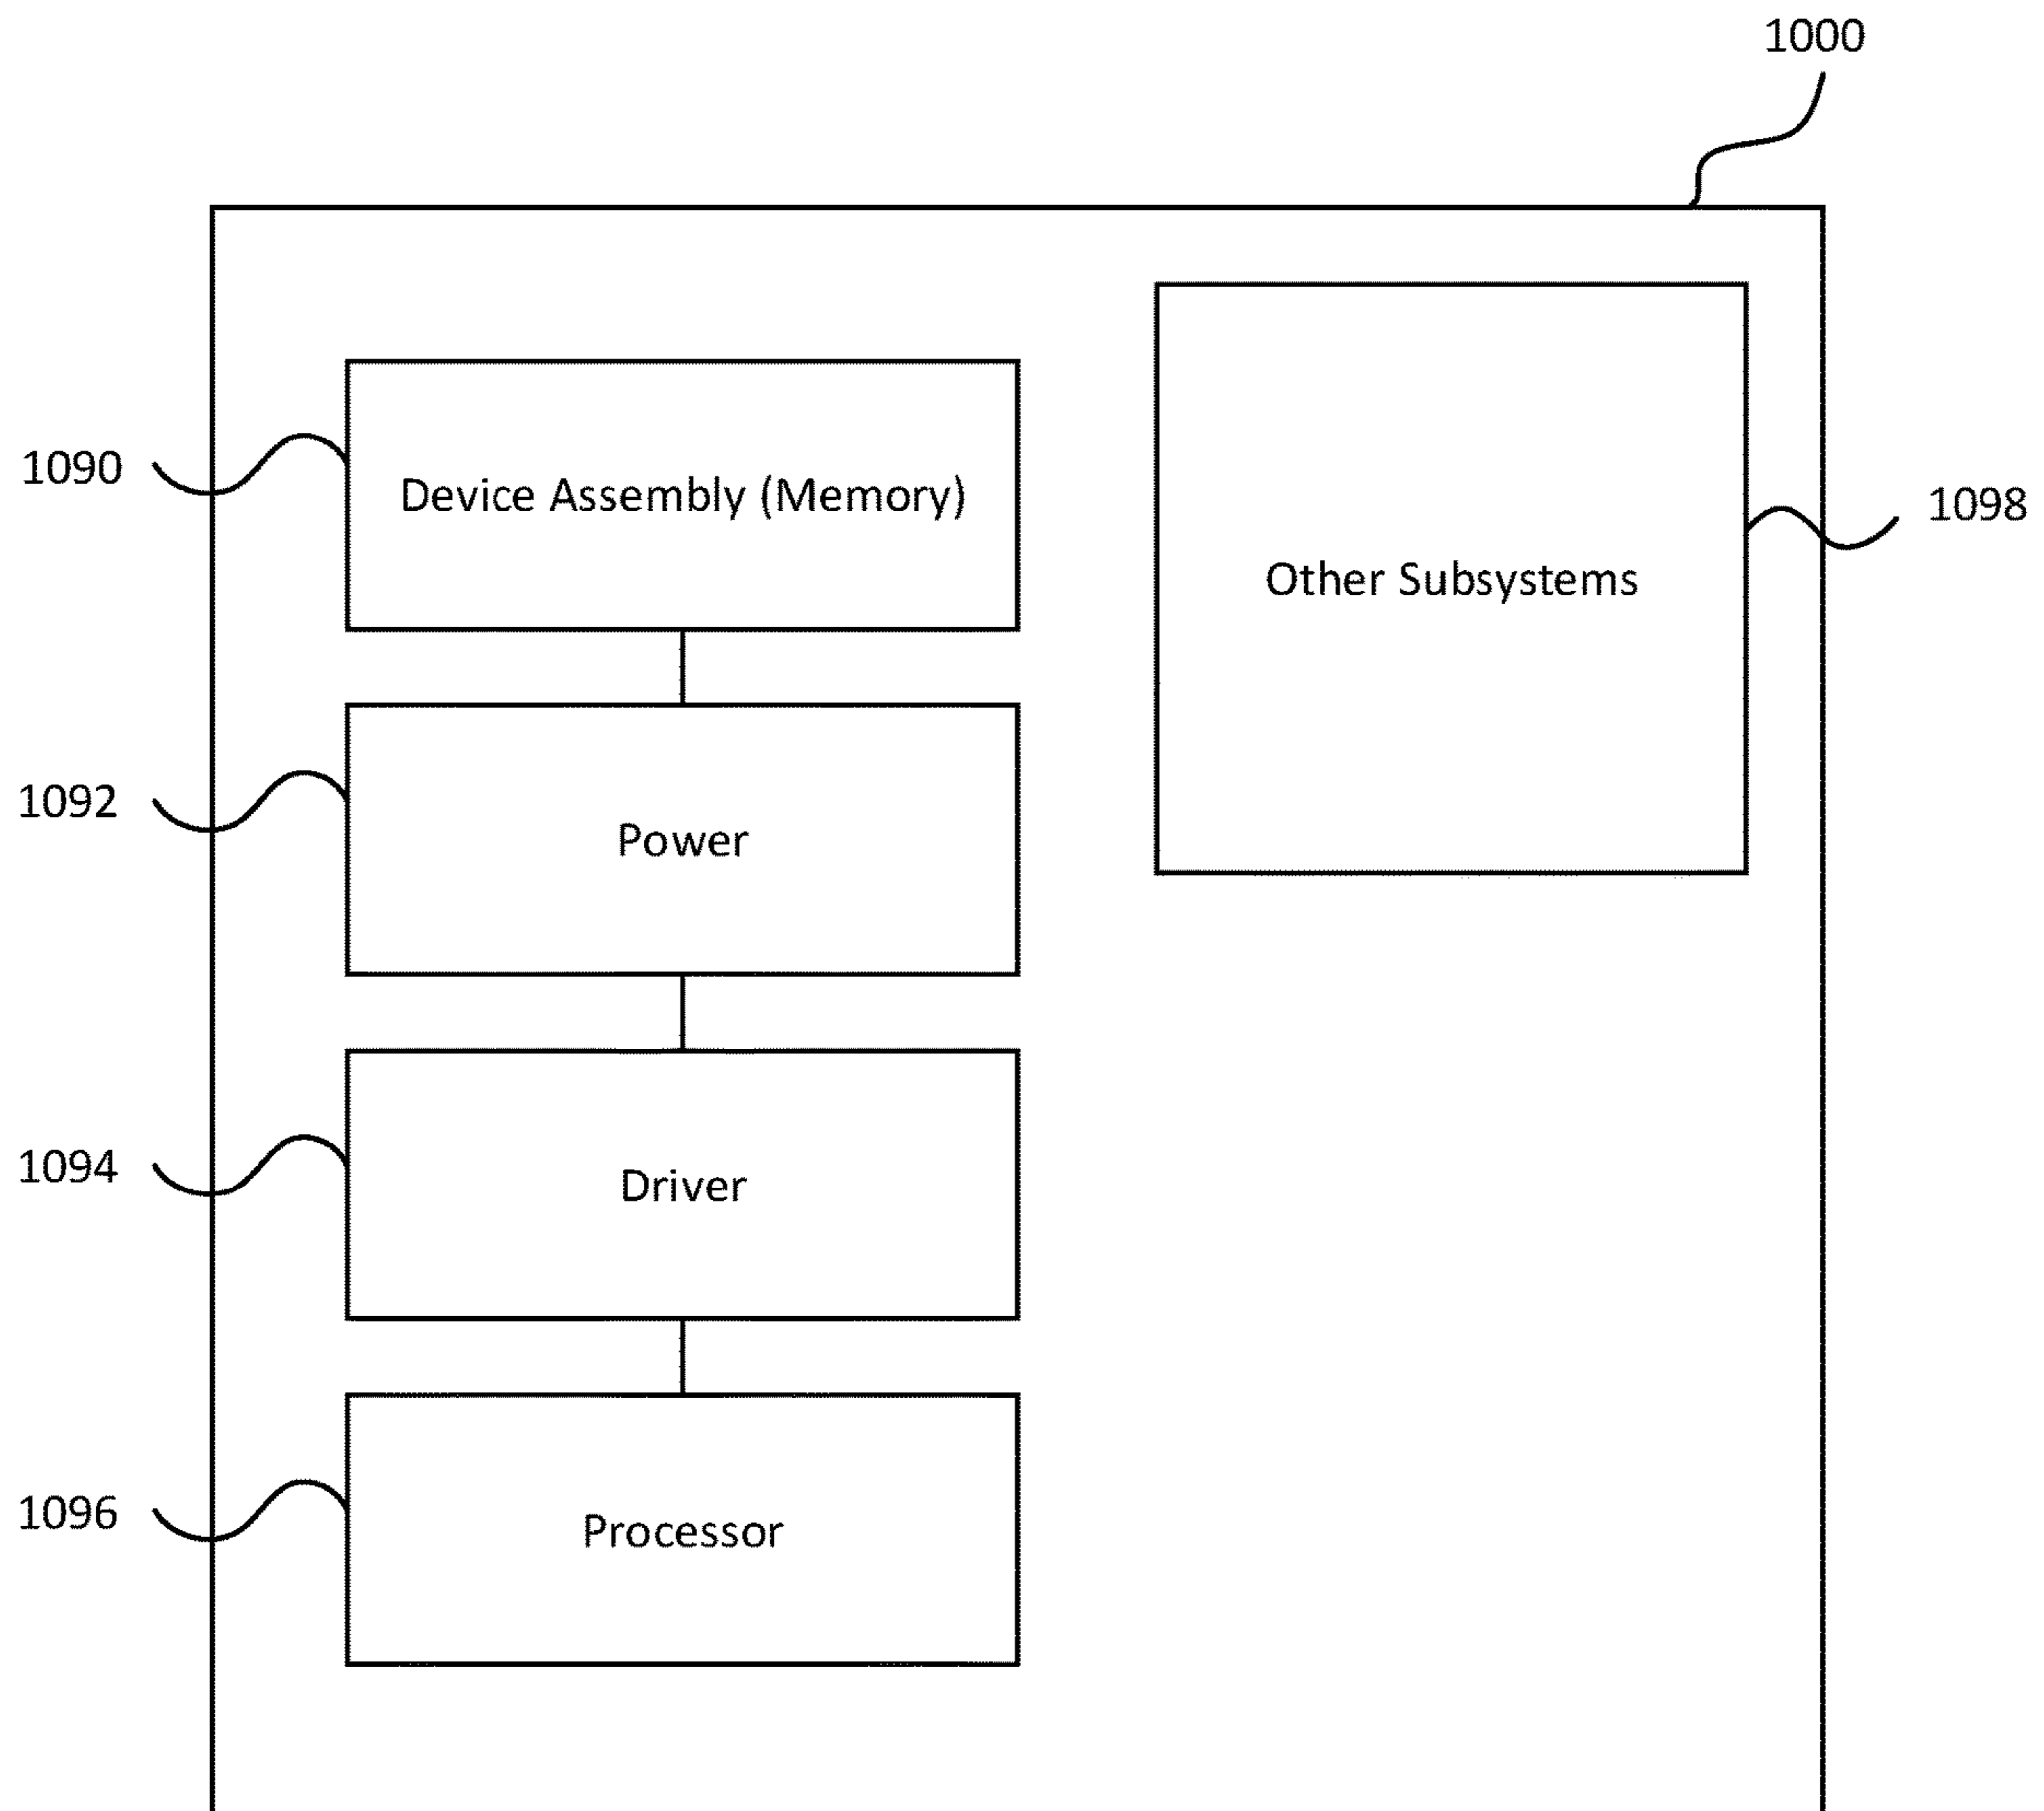 1000
1090
Device Assembly (Memory)
1098
Other Subsystems
1092
Power
1094
Driver
1096
Processor